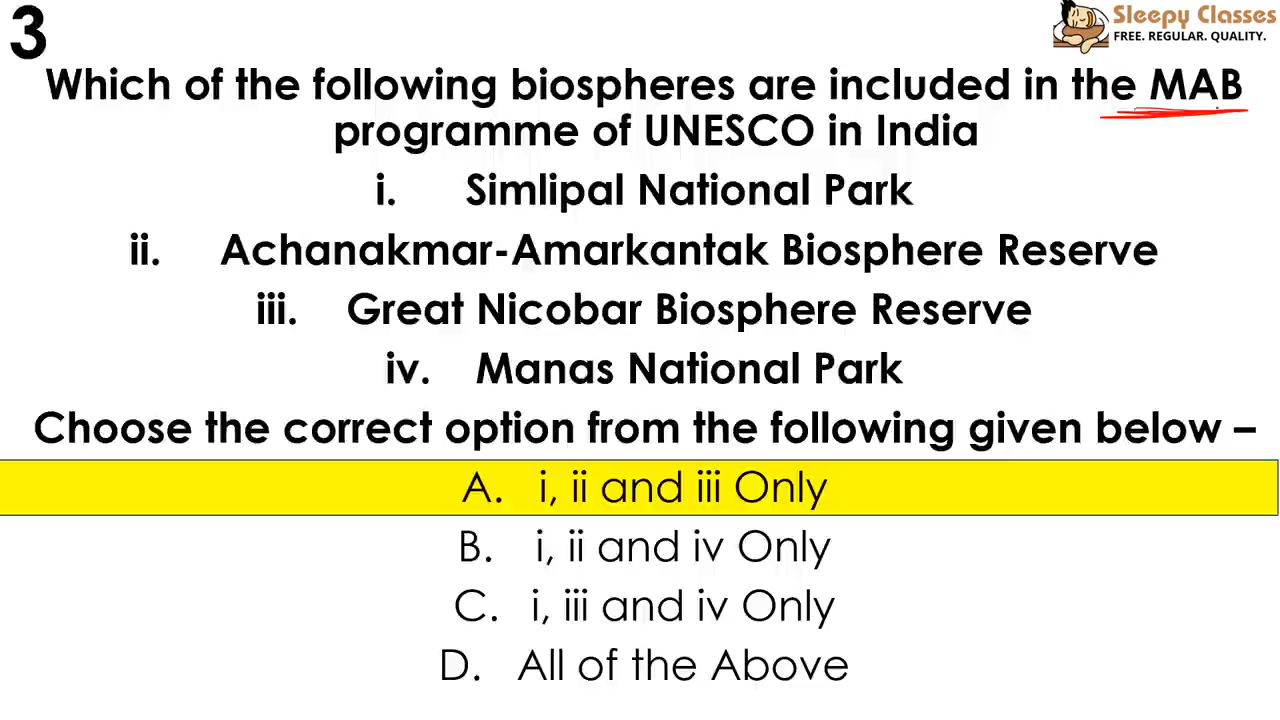 3
Sleepy Classes
FREE. REGULAR. QUALITY.
Which of the following biospheres are included in the MAB
programme of UNESCO in India
i. Simlipal National Park
ii. Achanakmar-Amarkantak Biosphere Reserve
iii. Great Nicobar Biosphere Reserve
iv. Manas National Park
Choose the correct option from the following given below –
A. i, ii and iii Only
B. i, ii and iv Only
C. i, iii and iv Only
D. All of the Above